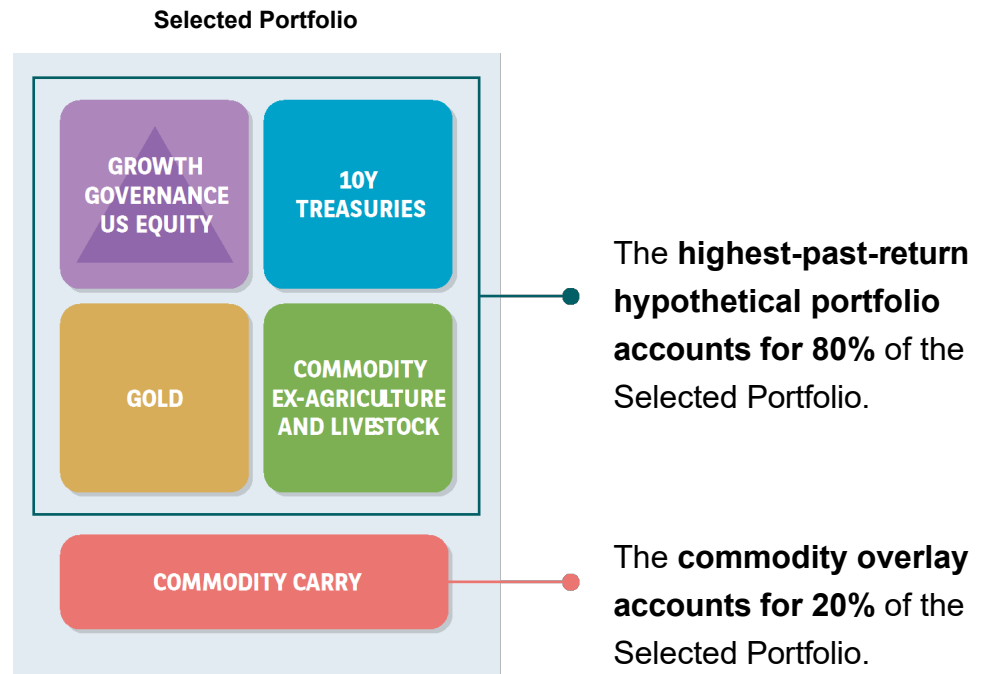 Selected Portfolio
GROWTH
GOVERNANCE
US EQUITY
10Y
TREASURIES
GOLD
COMMODITY
EX-AGRICULTURE
AND LIVESTOCK
The highest-past-return
hypothetical portfolio
accounts for 80% of the
Selected Portfolio.
COMMODITY CARRY
The commodity overlay
accounts for 20% of the
Selected Portfolio.